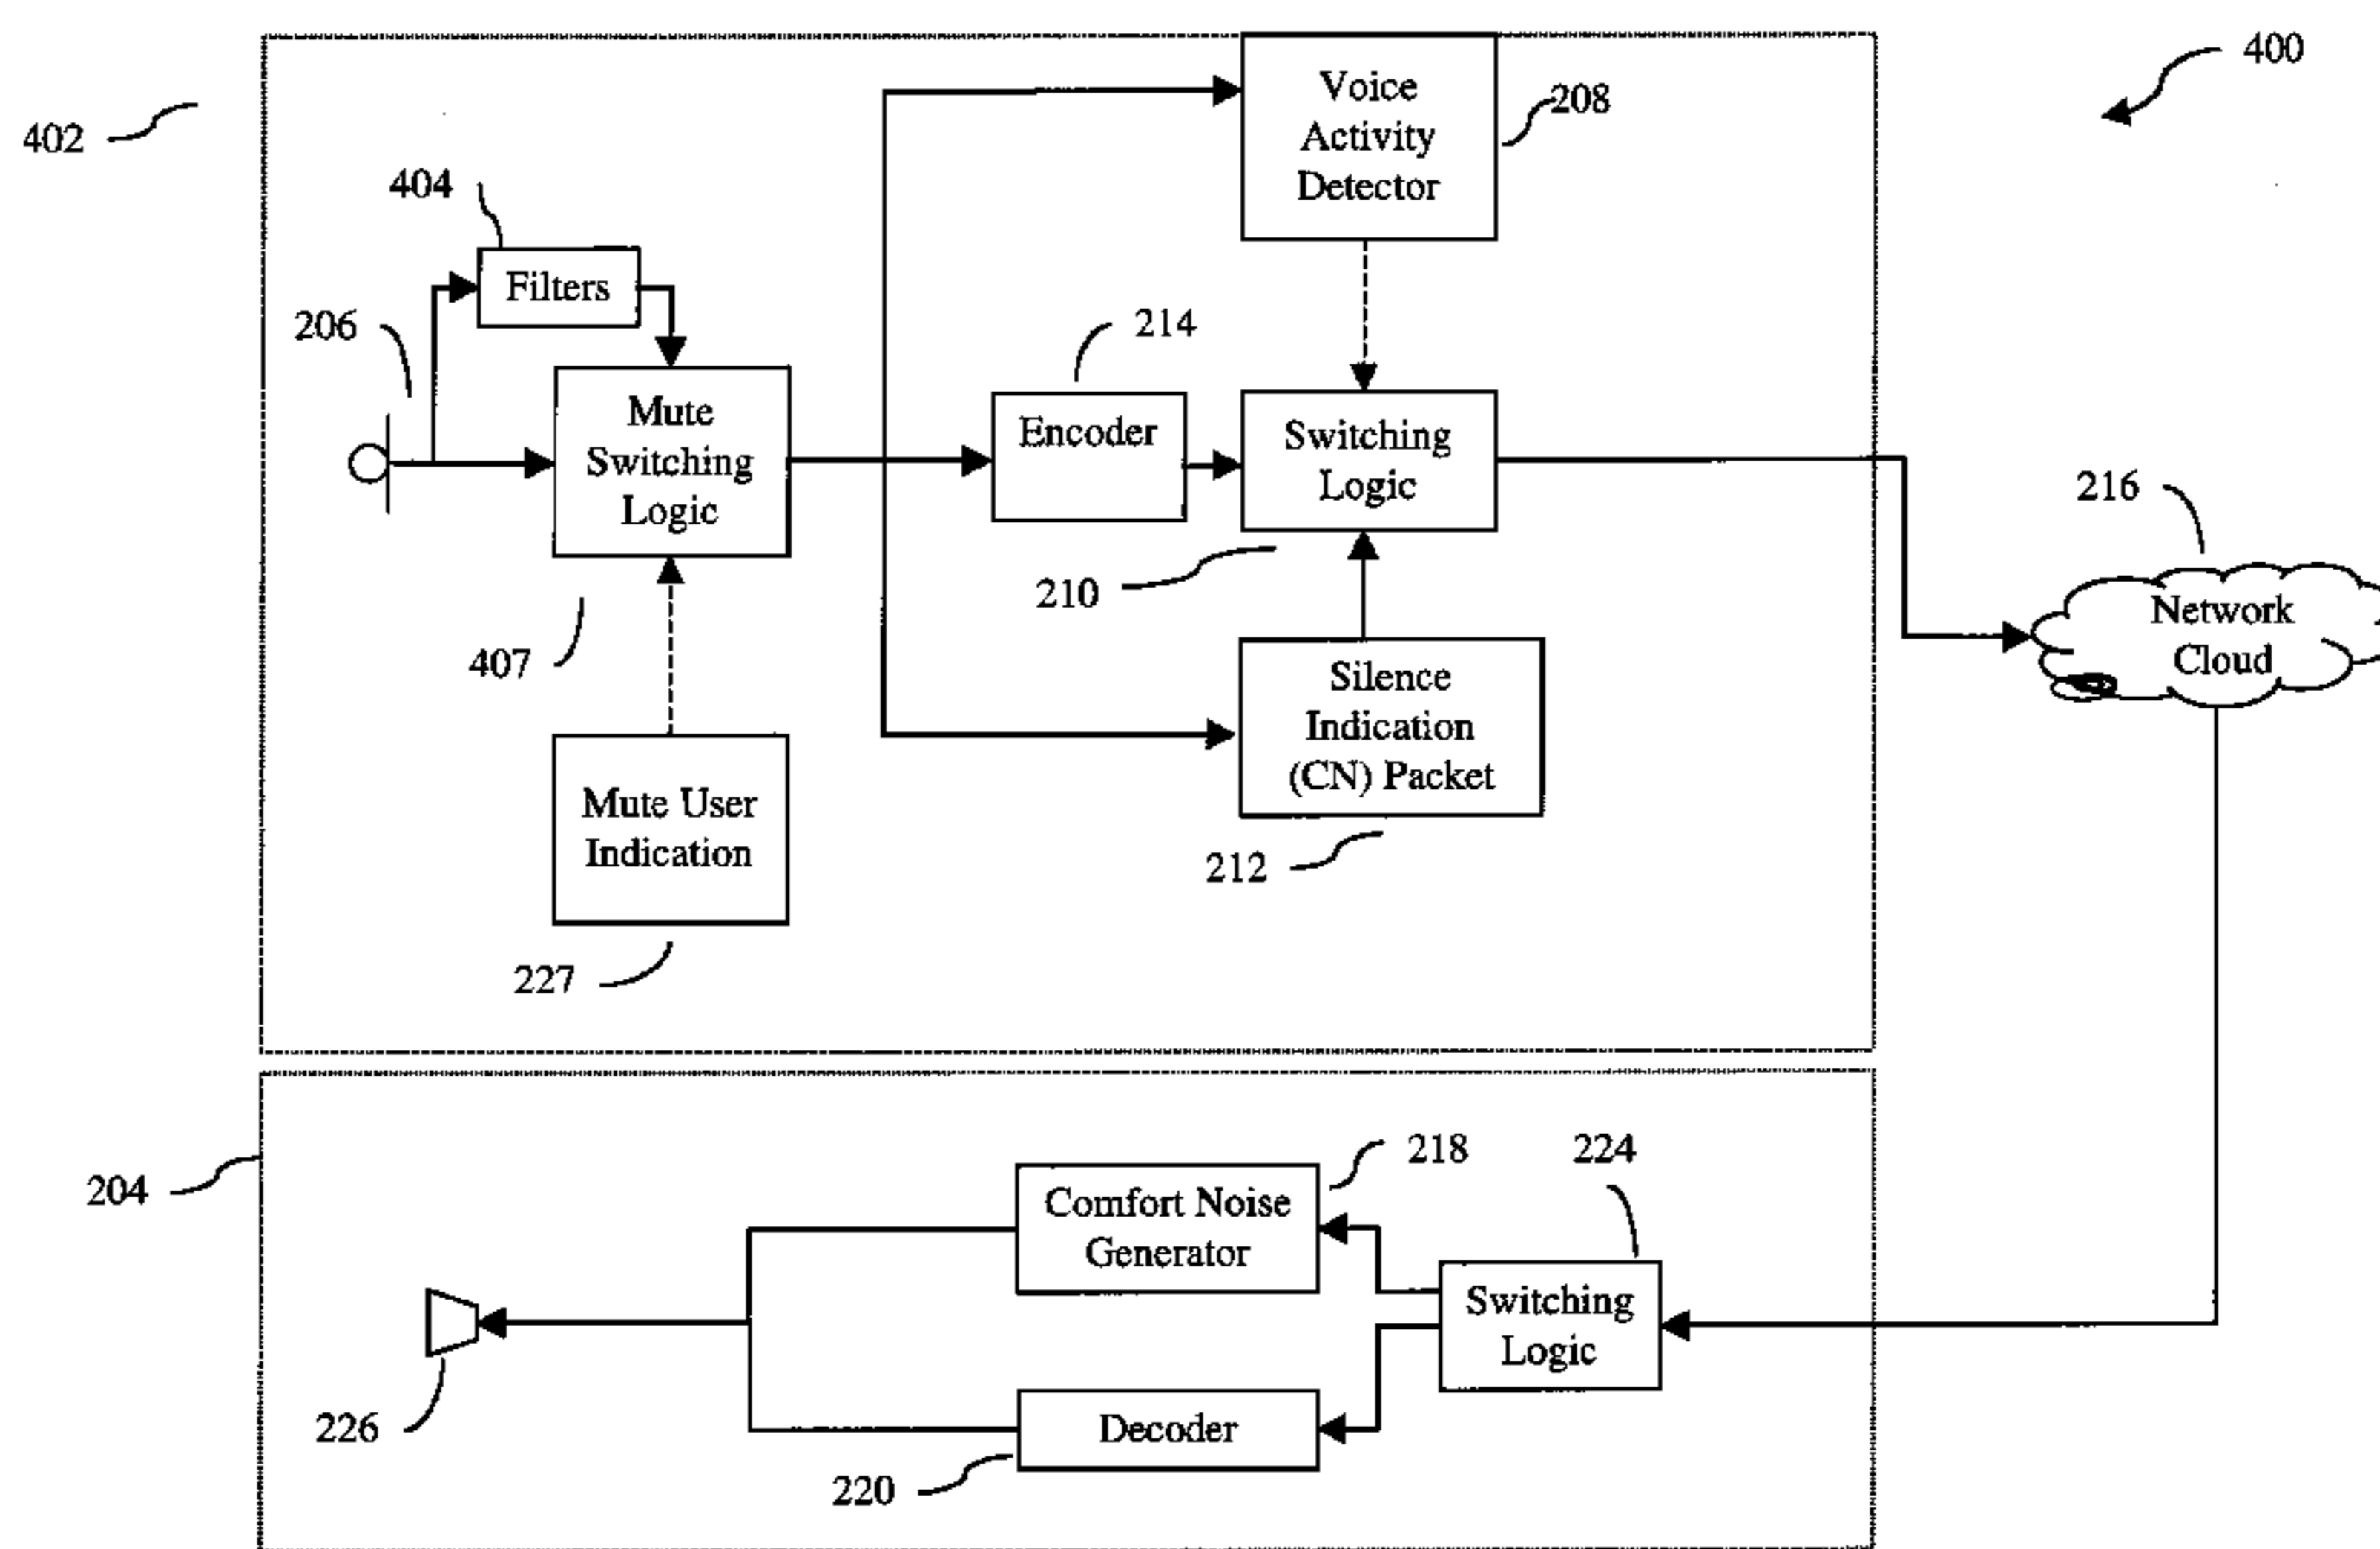 400
402
Voice
Activity
Detector
208
404
Filters
206
214
Mute
Switching
Logic
Encoder
Switching
Logic
216
Network
Cloud
210
407
Silence
Indication
(CN) Packet
Mute User
Indication
212
227
218
224
204
Comfort Noise
Generator
Switching
Logic
226
Decoder
220